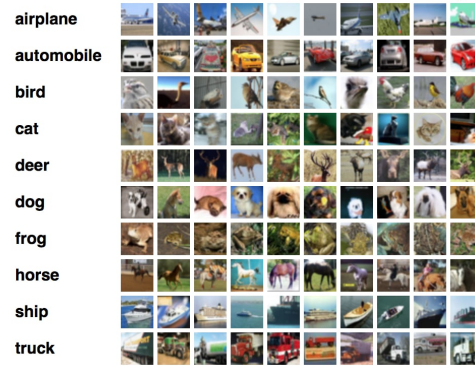 airplane
automobile
bird
cat
deer
dog
frog
horse
ship
truck